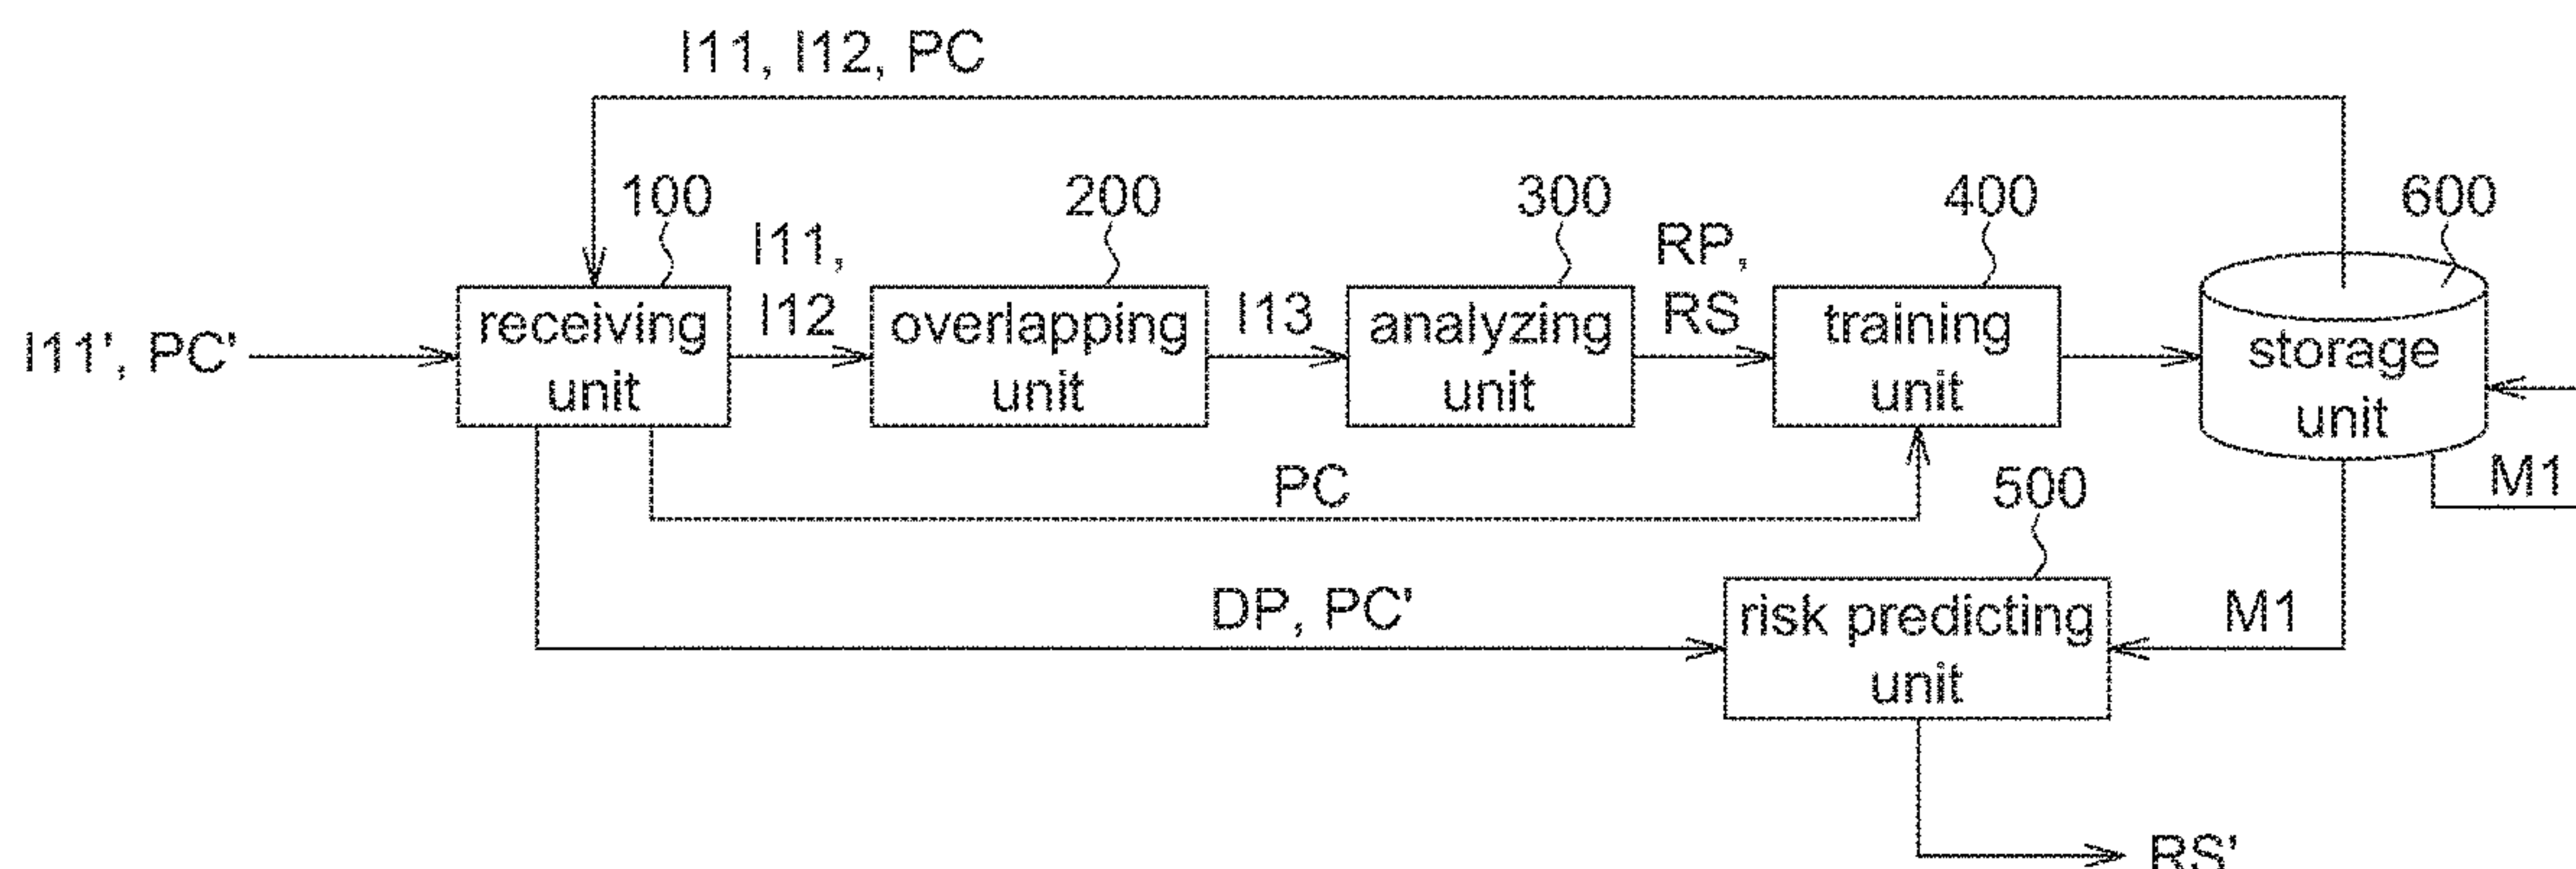 I11, I12, PC
100
200
300
400
600
I11', PC'
receiving
unit
I11,
I12
overlapping
unit
I13
analyzing
unit
RP,
RS
training
unit
storage
unit
M1
PC
500
DP, PC'
risk predicting
unit
M1
RS'